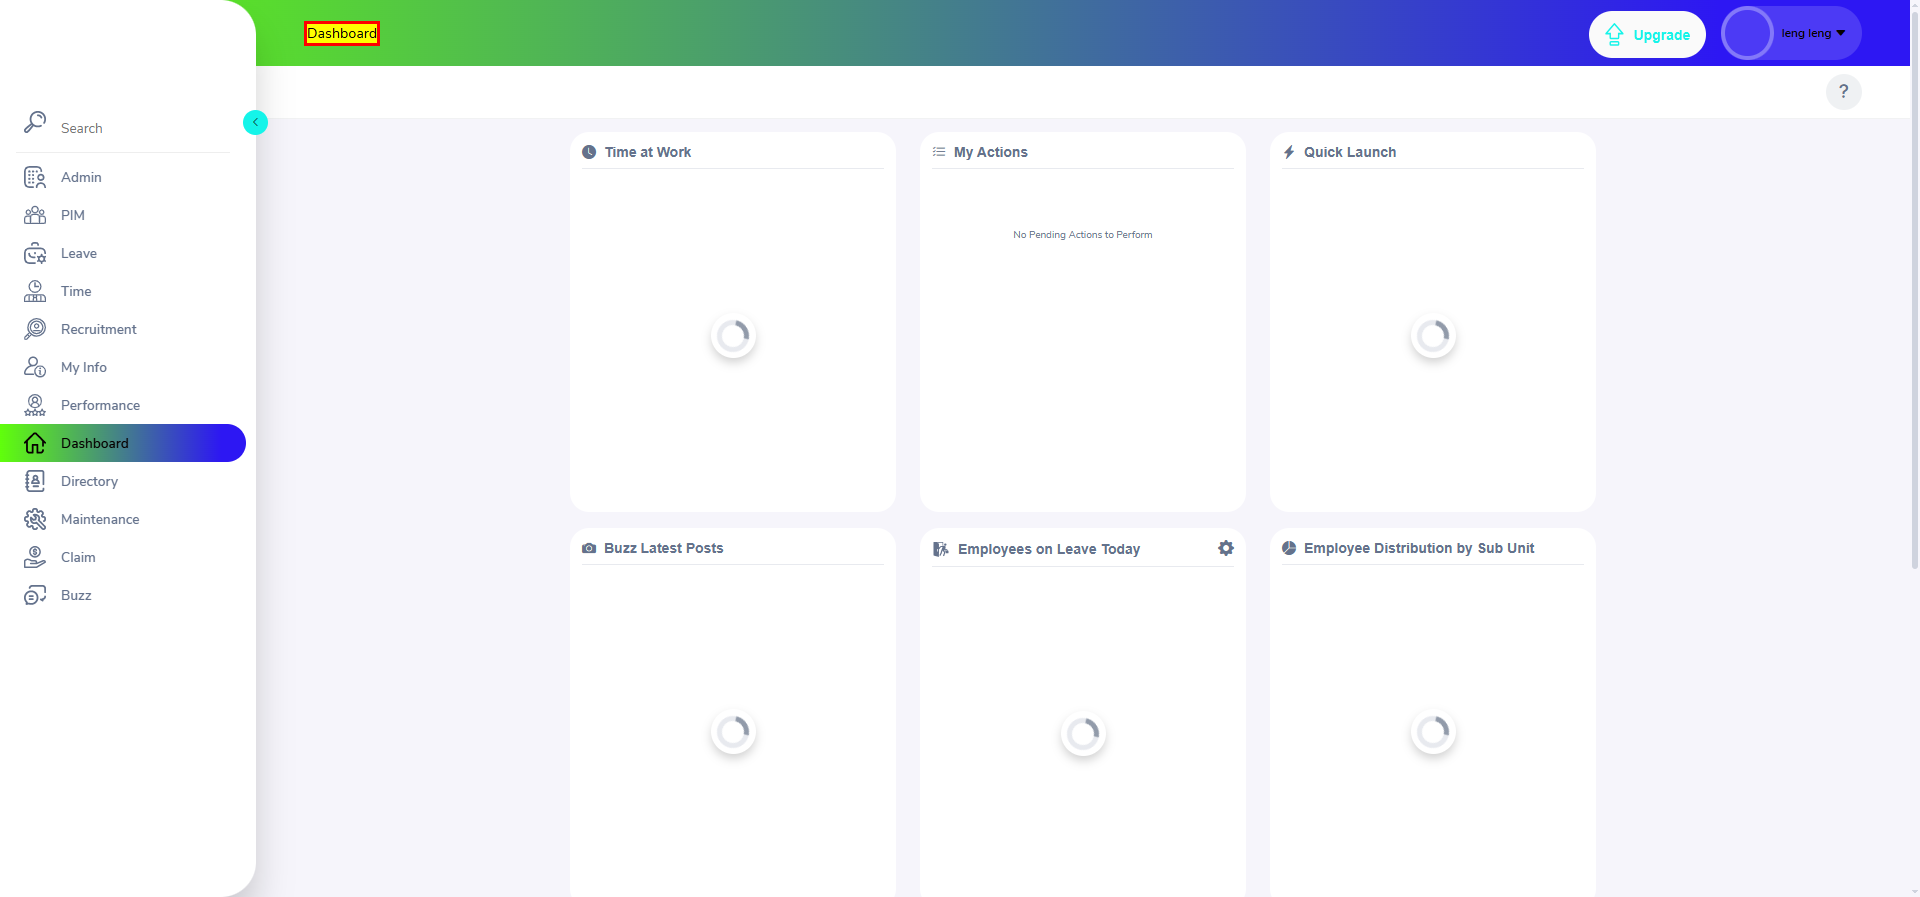 Dashboard
Upgrade
leng leng
?
Search
Admin
PIM
Leave
Time
Recruitment
My Info
Performance
Dashboard
Directory
Maintenance
Claim
Buzz
Time at Work
My Actions
No Pending Actions to Perform
Quick Launch
Buzz Latest Posts
Employees on Leave Today
Employee Distribution by Sub Unit